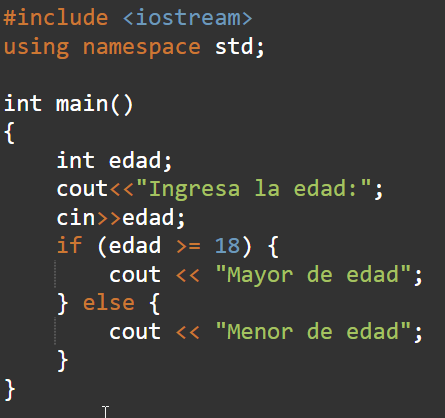 #include <iostream>
using namespace std;
int main()
{
    int edad;
    cout<<"Ingresa la edad:";
    cin>>edad;
    if (edad >= 18) {
        cout << "Mayor de edad";
    } else {
        cout << "Menor de edad";
    }
}